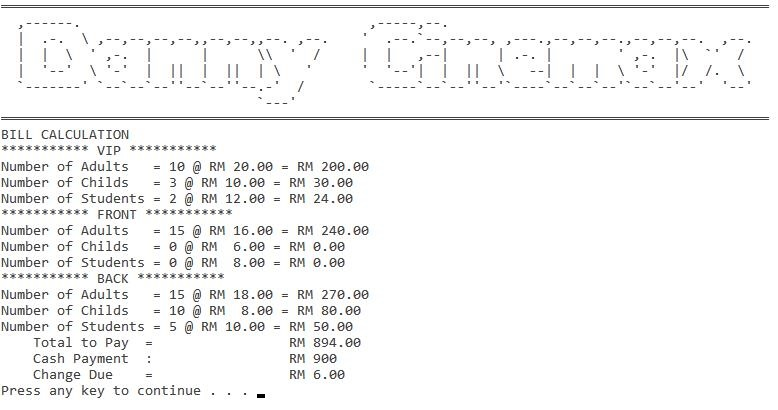 Danny Cinemax
BILL CALCULATION
*********** VIP ***********
Number of Adults   = 10 @ RM 20.00 = RM 200.00
Number of Childs   = 3 @ RM 10.00 = RM 30.00
Number of Students = 2 @ RM 12.00 = RM 24.00
*********** FRONT ***********
Number of Adults   = 15 @ RM 16.00 = RM 240.00
Number of Childs   = 0 @ RM  6.00 = RM 0.00
Number of Students = 0 @ RM  8.00 = RM 0.00
*********** BACK ***********
Number of Adults   = 15 @ RM 18.00 = RM 270.00
Number of Childs   = 10 @ RM  8.00 = RM 80.00
Number of Students = 5 @ RM 10.00 = RM 50.00
Total to Pay  =                 RM 894.00
Cash Payment  :                 RM 900
Change Due    =                 RM 6.00
Press any key to continue . . .